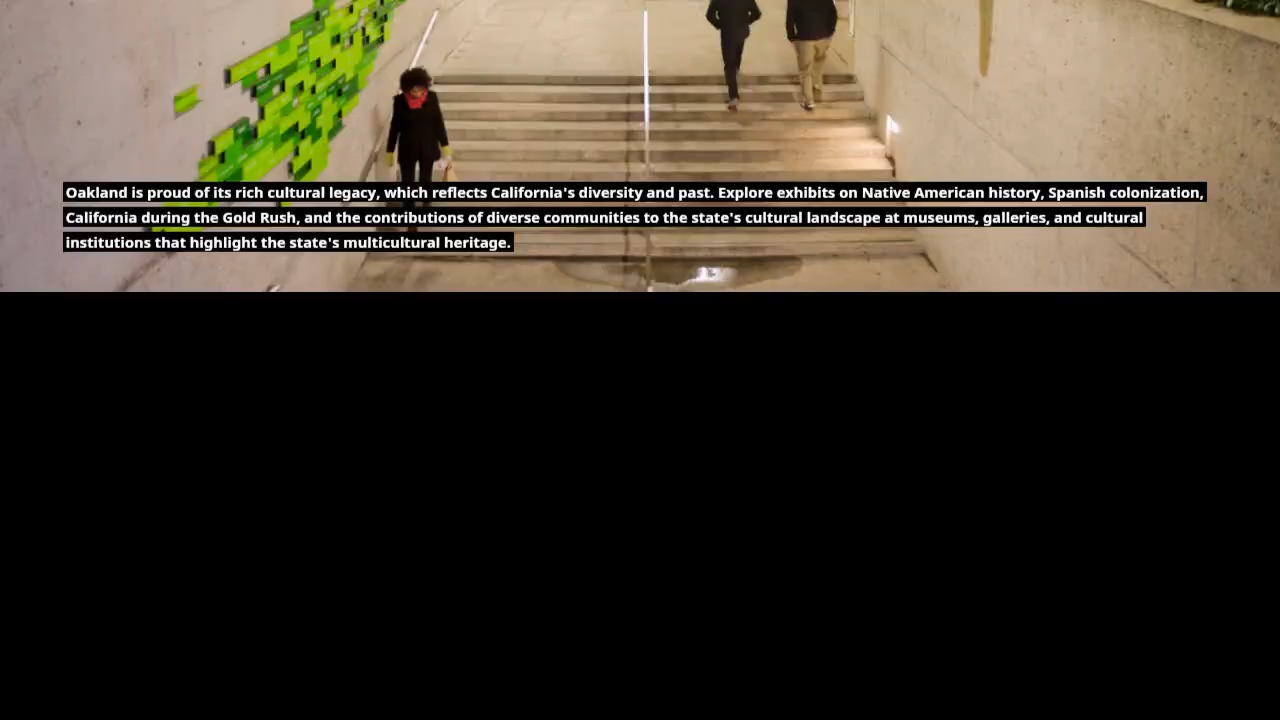 Oakland is proud of its rich cultural legacy, which reflects California's diversity and past. Explore exhibits on Native American history, Spanish colonization,
California during the Gold Rush, and the contributions of diverse communities to the state's cultural landscape at museums, galleries, and cultural
institutions that highlight the state's multicultural heritage.